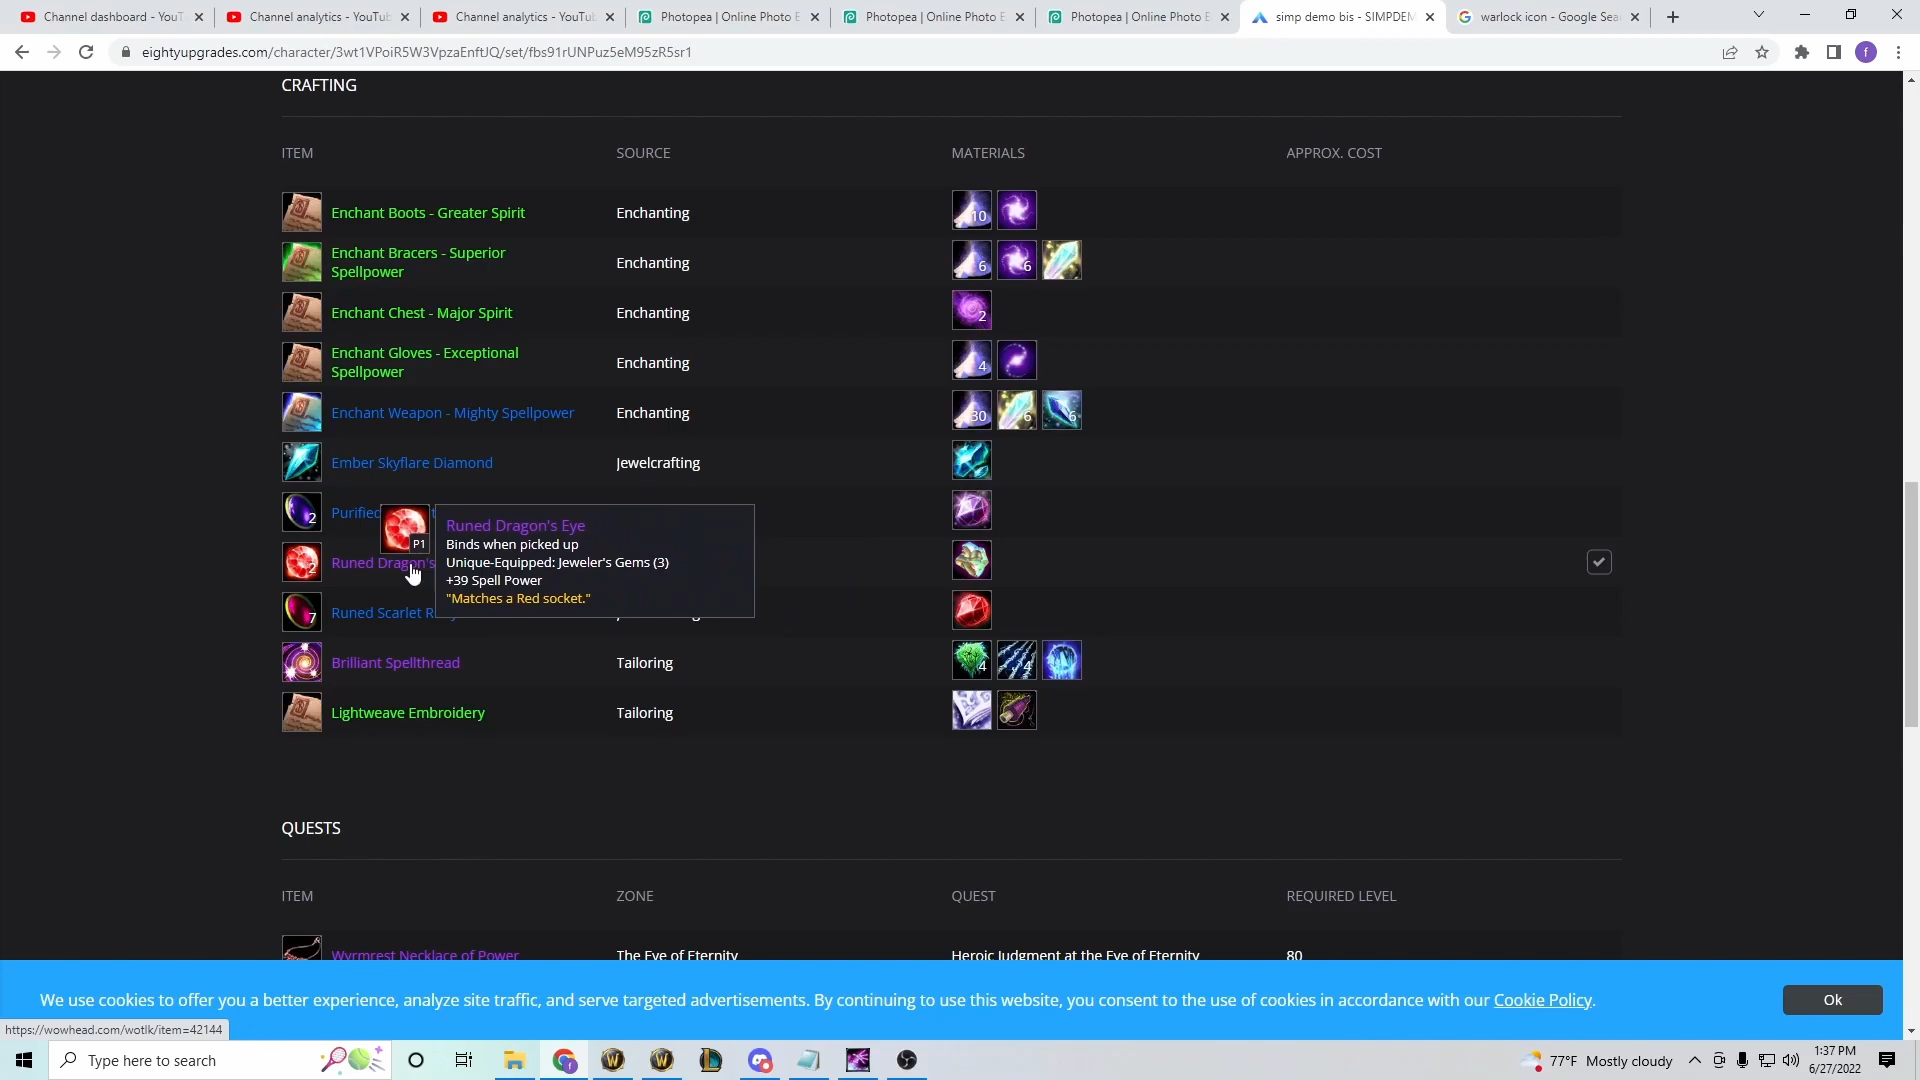 Channel dashboard - YouT
Channel analytics - YouTub
Channel analytics - YouTub
Photopea | Online Photo E
Photopea | Online Photo E
Photopea | Online Photo E
simp demo bis - SIMPDEM
warlock icon - Google Sea
eightyupgrades.com/character/3wt1VPoiR5W3VpzaEnftJQ/set/fbs91rUNPuz5eM95zR5sr1
f
CRAFTING
ITEM SOURCE MATERIALS APPROX. COST
Enchant Boots - Greater Spirit Enchanting 10
Enchant Bracers - Superior
Spellpower Enchanting 6 6
Enchant Chest - Major Spirit Enchanting 2
Enchant Gloves - Exceptional
Spellpower Enchanting 4
Enchant Weapon - Mighty Spellpower Enchanting 30 6 6
Ember Skyflare Diamond Jewelcrafting
2 Purified
P1
Runed Dragon's Eye
Binds when picked up
Unique-Equipped: Jeweler's Gems (3)
+39 Spell Power
"Matches a Red socket."
2 Runed Dragon's
7 Runed Scarlet R
Brilliant Spellthread Tailoring 4 4
Lightweave Embroidery Tailoring
QUESTS
ITEM ZONE QUEST REQUIRED LEVEL
Wyrmrest Necklace of Power The Eye of Eternity Heroic Judgment at the Eye of Eternity 80
We use cookies to offer you a better experience, analyze site traffic, and serve targeted advertisements. By continuing to use this website, you consent to the use of cookies in accordance with our Cookie Policy.
Ok
https://wowhead.com/wotlk/item=42144
Type here to search
77°F Mostly cloudy
1:37 PM
6/27/2022